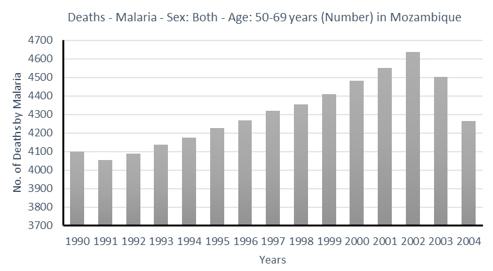 Deaths - Malaria - Sex: Both - Age: 50-69 years (Number) in Mozambique
4700
4600
4500
4400
4300
4200
4100
4000
3900
3800
3700
No. of Deaths by Malaria
1990 1991 1992 1993 1994 1995 1996 1997 1998 1999 2000 2001 2002 2003 2004
Years